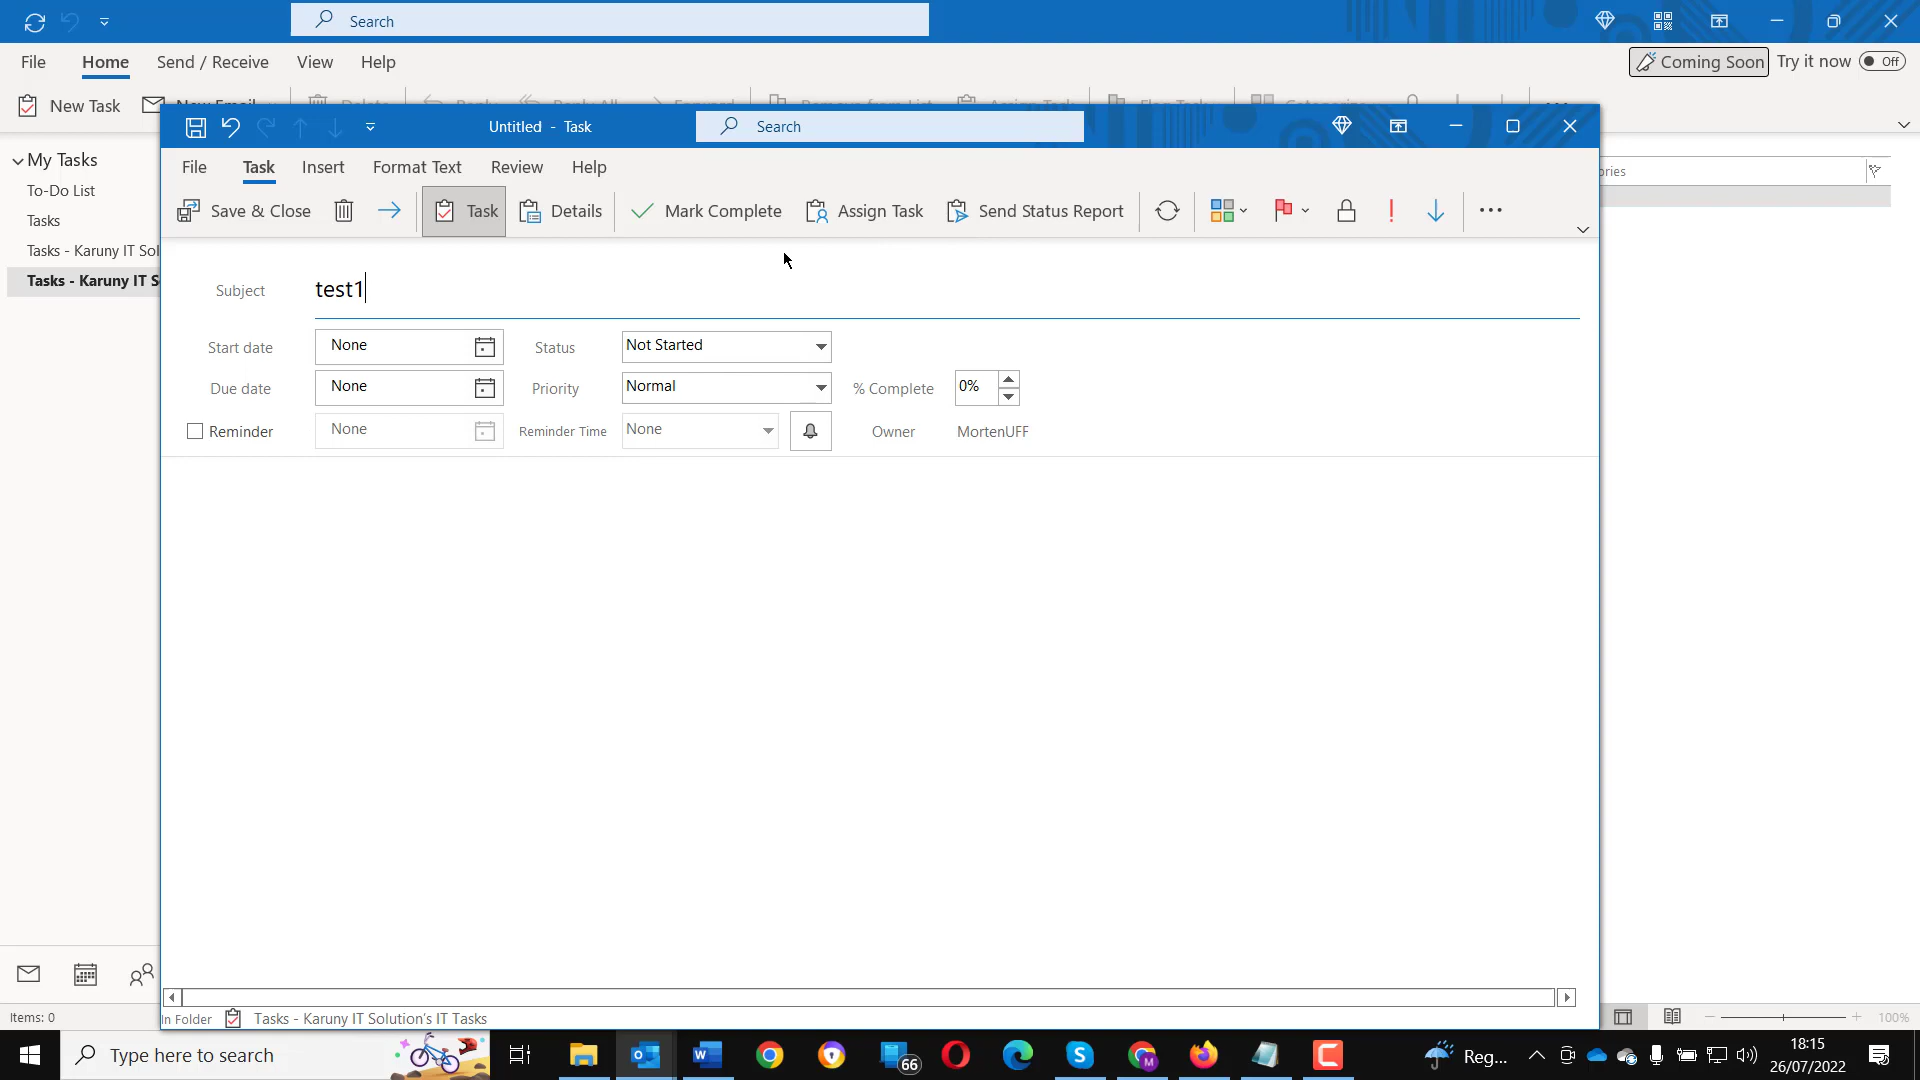 Search
File Home Send / Receive View Help
Coming Soon Try it now Off
New Task
Untitled - Task Search
My Tasks
To-Do List
Tasks
Tasks - Karuny IT Sol
Tasks - Karuny IT S
File Task Insert Format Text Review Help
Save & Close Task Details Mark Complete Assign Task Send Status Report
Subject test1
Start date None Status Not Started
Due date None Priority Normal % Complete 0%
Reminder None Reminder Time None Owner MortenUFF
Items: 0
In Folder Tasks - Karuny IT Solution's IT Tasks
100%
Type here to search
66
Reg...
18:15
26/07/2022